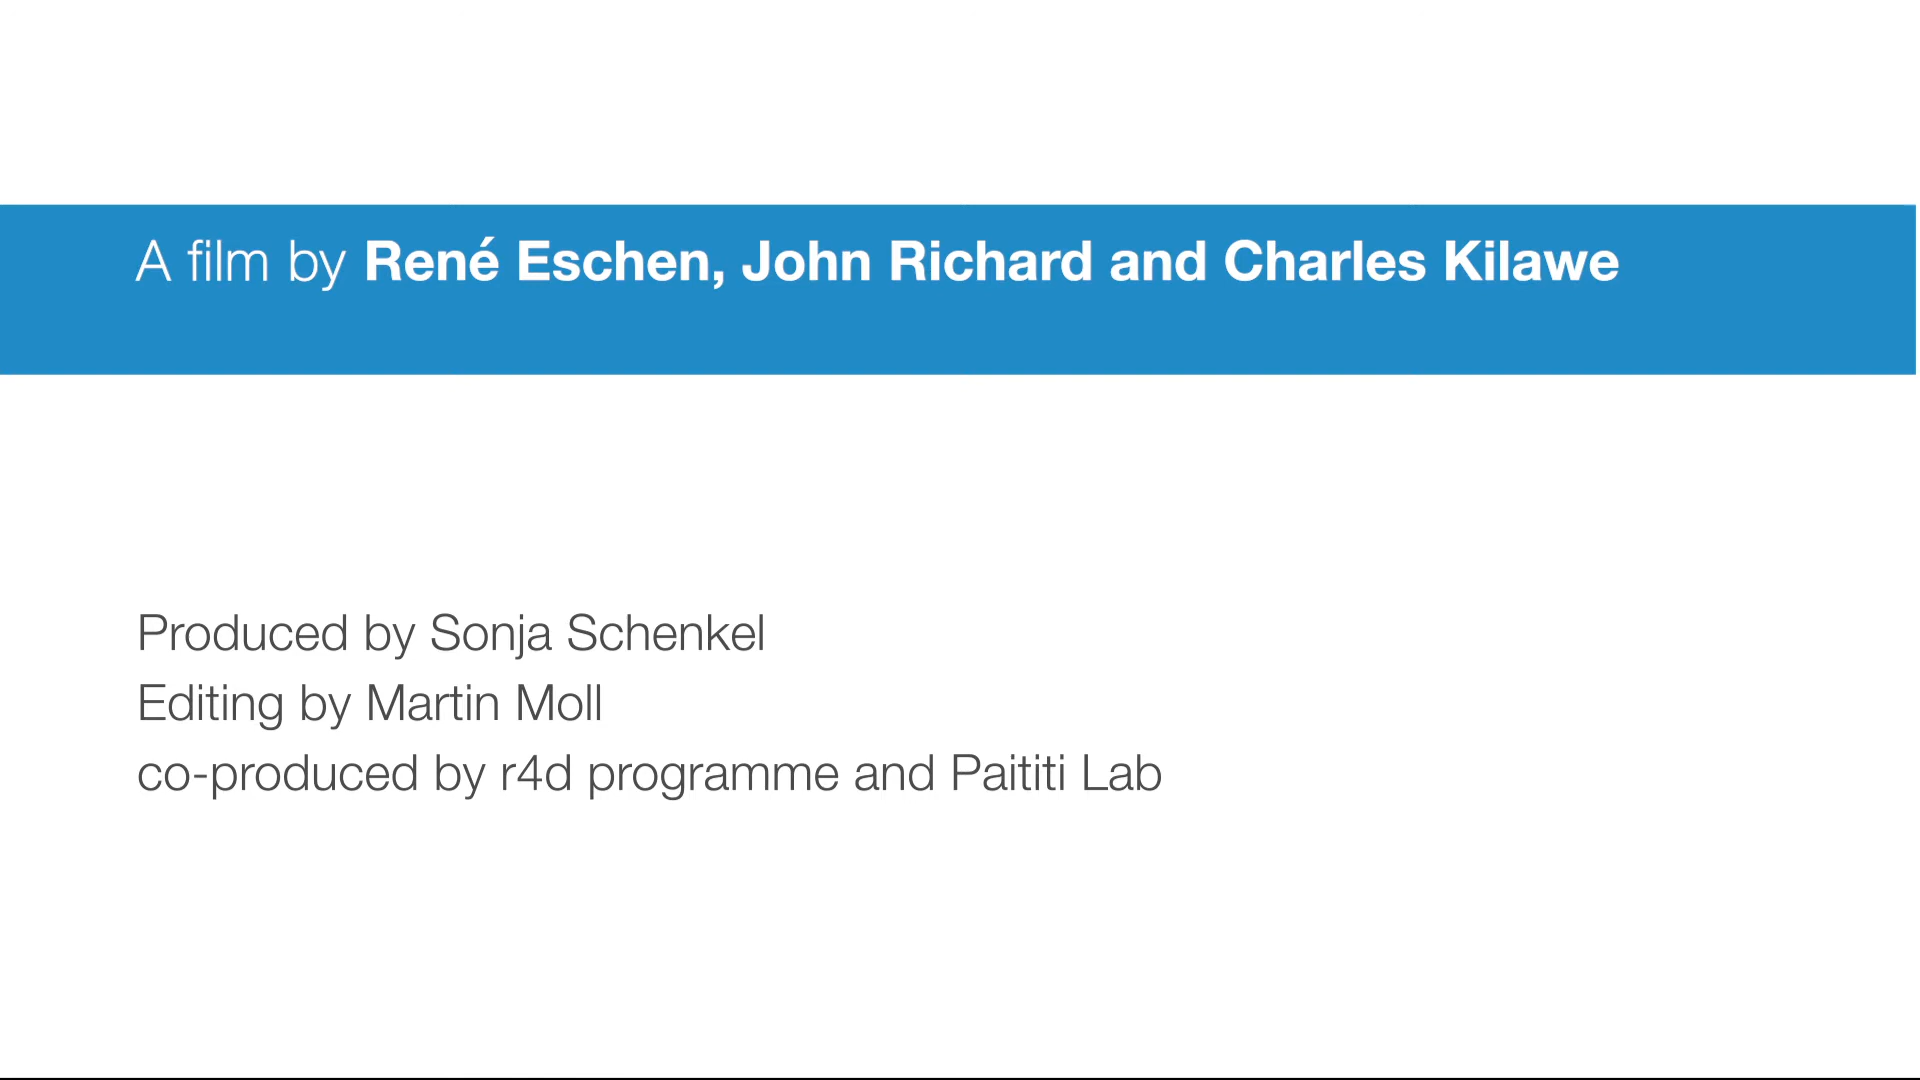 A film by René Eschen, John Richard and Charles Kilawe
Produced by Sonja Schenkel
Editing by Martin Moll
co-produced by r4d programme and Paititi Lab